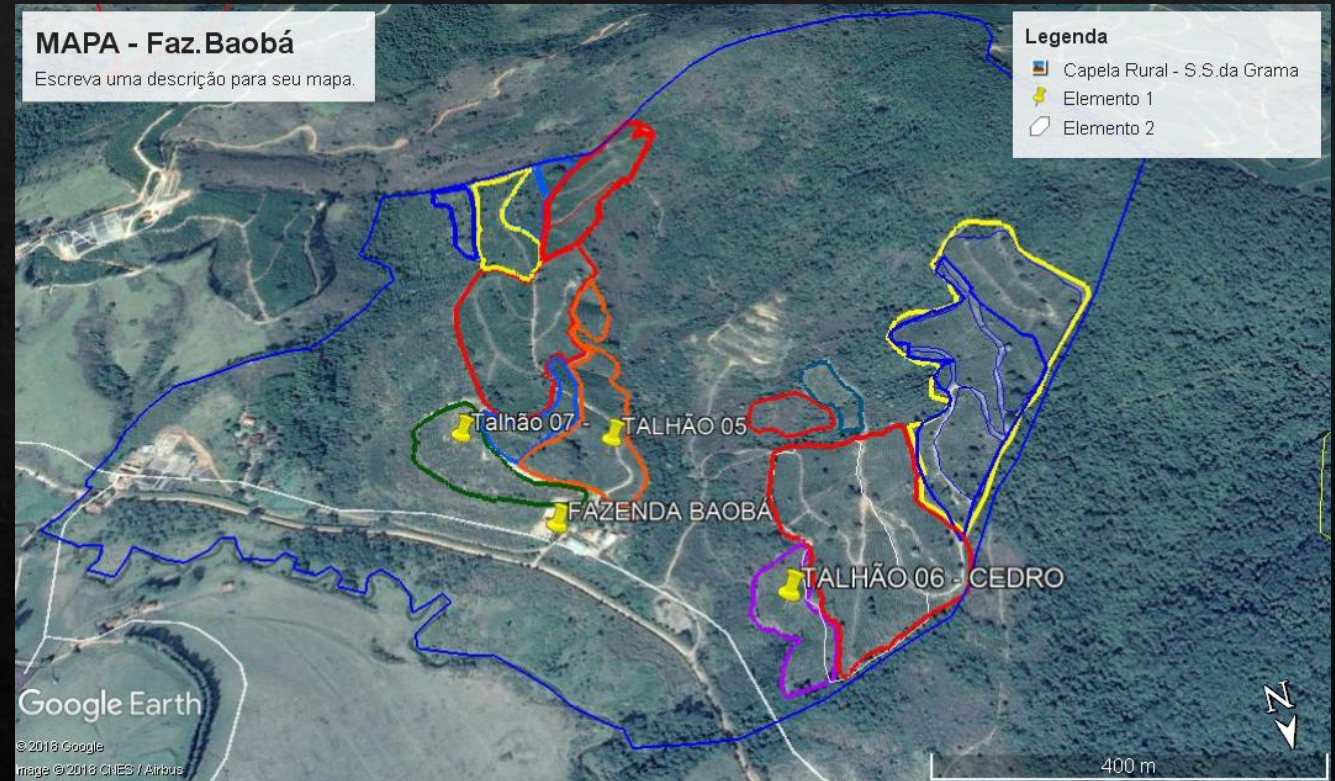 MAPA - Faz.Baobá
Escreva uma descrição para seu mapa.
Legenda
Capela Rural - S.S.da Grama
Elemento 1
Elemento 2
Talhão 07 -
TALHÃO 05
FAZENDA BAOBÁ
TALHÃO 06 - CEDRO
Google Earth
© 2018 Google
Image © 2018 CNES / Airbus
N
400 m